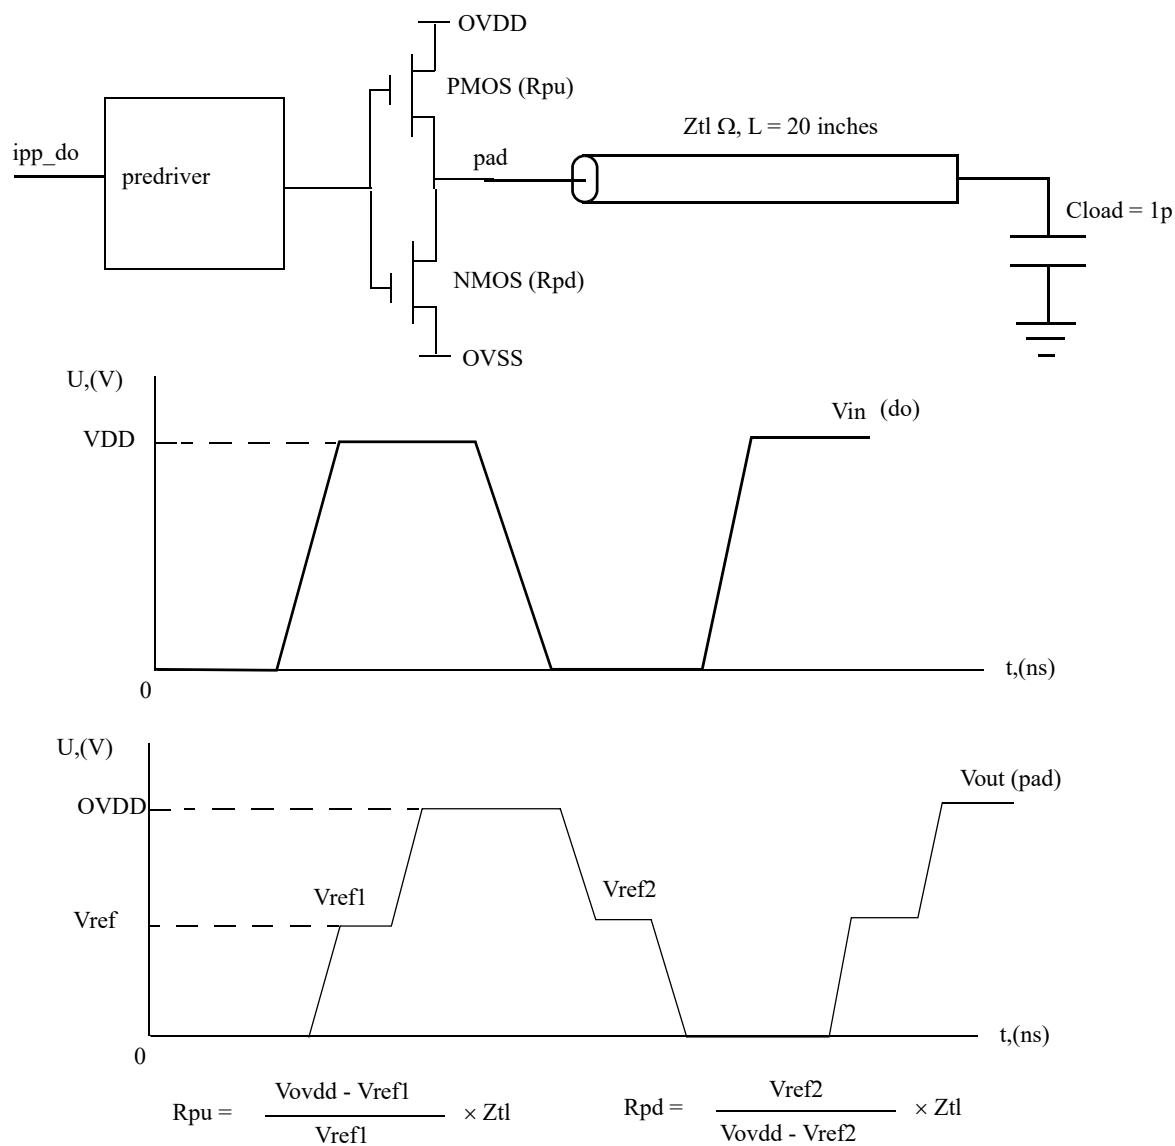 OVDD
PMOS (Rpu)
Ztl Ω, L = 20 inches
ipp_do
predriver
pad
Cload = 1p
NMOS (Rpd)
OVSS
U,(V)
VDD
Vin (do)
t,(ns)
0
U,(V)
OVDD
Vout (pad)
Vref1
Vref2
Vref
t,(ns)
0
Rpu = Vovdd - Vref1 / Vref1 × Ztl
Rpd = Vref2 / Vovdd - Vref2 × Ztl